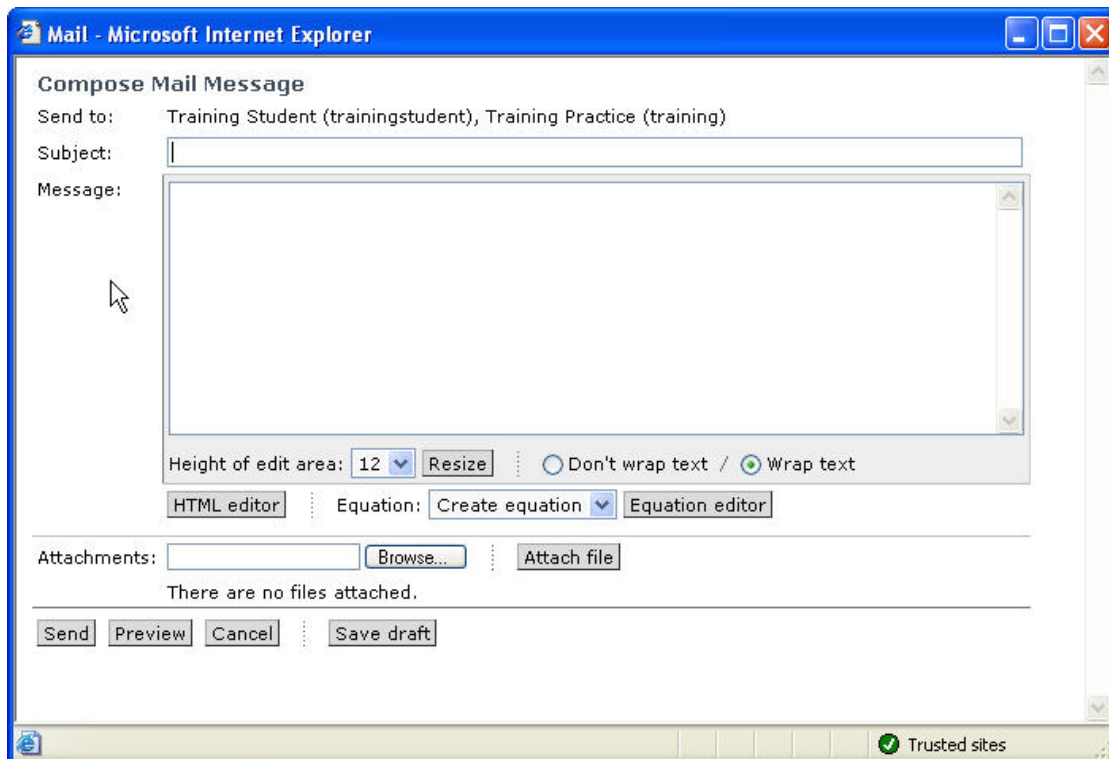 Mail - Microsoft Internet Explorer
Compose Mail Message
Send to: Training Student (trainingstudent), Training Practice (training)
Subject:
Message:
Height of edit area: 12 Resize Don't wrap text / Wrap text
HTML editor Equation: Create equation Equation editor
Attachments: Browse... Attach file
There are no files attached.
Send Preview Cancel Save draft
Trusted sites